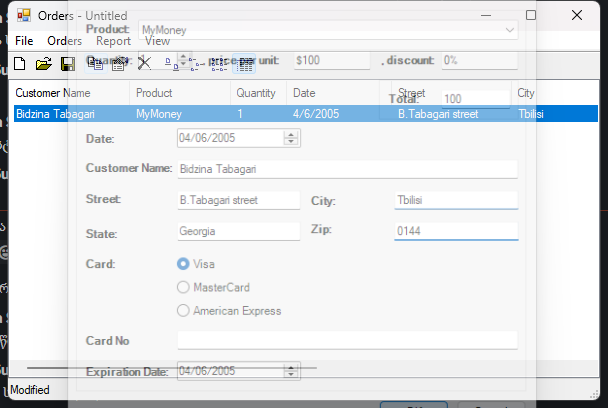 Orders - Untitled
Product: MyMoney
File Orders Report View
Quantity: price per unit: $100 , discount: 0%
Customer Name Product Quantity Date Street City
Total: 100
Bidzina Tabagari MyMoney 1 4/6/2005 B.Tabagari street Tbilisi
Date: 04/06/2005
Customer Name: Bidzina Tabagari
Street: B.Tabagari street City: Tbilisi
State: Georgia Zip: 0144
Card: Visa
MasterCard
American Express
Card No
Expiration Date: 04/06/2005
Modified